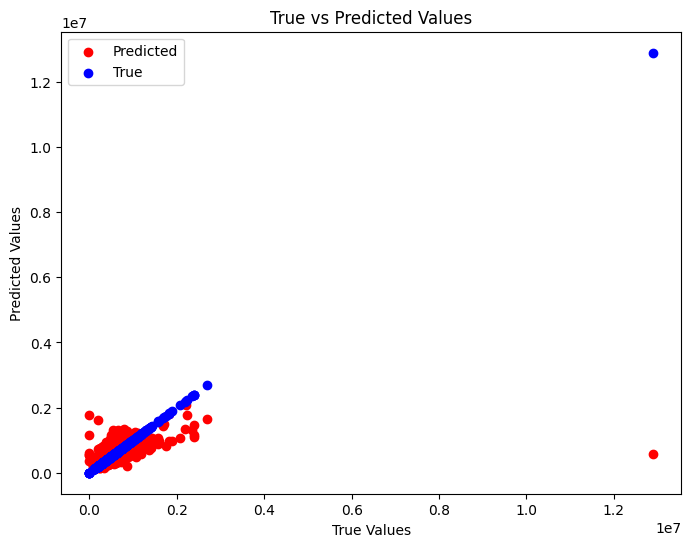 True vs Predicted Values
1e7
Predicted
True
1.2
1.0
0.8
0.6
0.4
0.2
0.0
Predicted Values
0.0 0.2 0.4 0.6 0.8 1.0 1.2
1e7
True Values